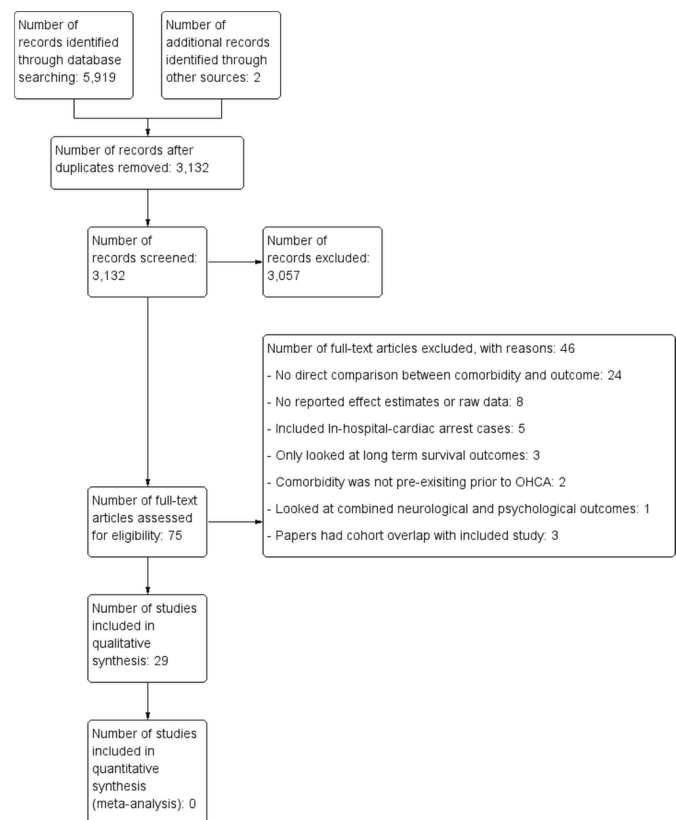 Number of
records identified
through database
searching: 5,919
Number of
additional records
identified through
other sources: 2
Number of records after
duplicates removed: 3,132
Number of
records screened:
3,132
Number of
records excluded:
3,057
Number of full-text articles excluded, with reasons: 46
- No direct comparison between comorbidity and outcome: 24
- No reported effect estimates or raw data: 8
- Included In-hospital-cardiac arrest cases: 5
- Only looked at long term survival outcomes: 3
- Comorbidity was not pre-exisiting prior to OHCA: 2
- Looked at combined neurological and psychological outcomes: 1
- Papers had cohort overlap with included study: 3
Number of full-text
articles assessed
for eligibility: 75
Number of studies
included in
qualitative
synthesis: 29
Number of studies
included in
quantitative
synthesis
(meta-analysis): 0